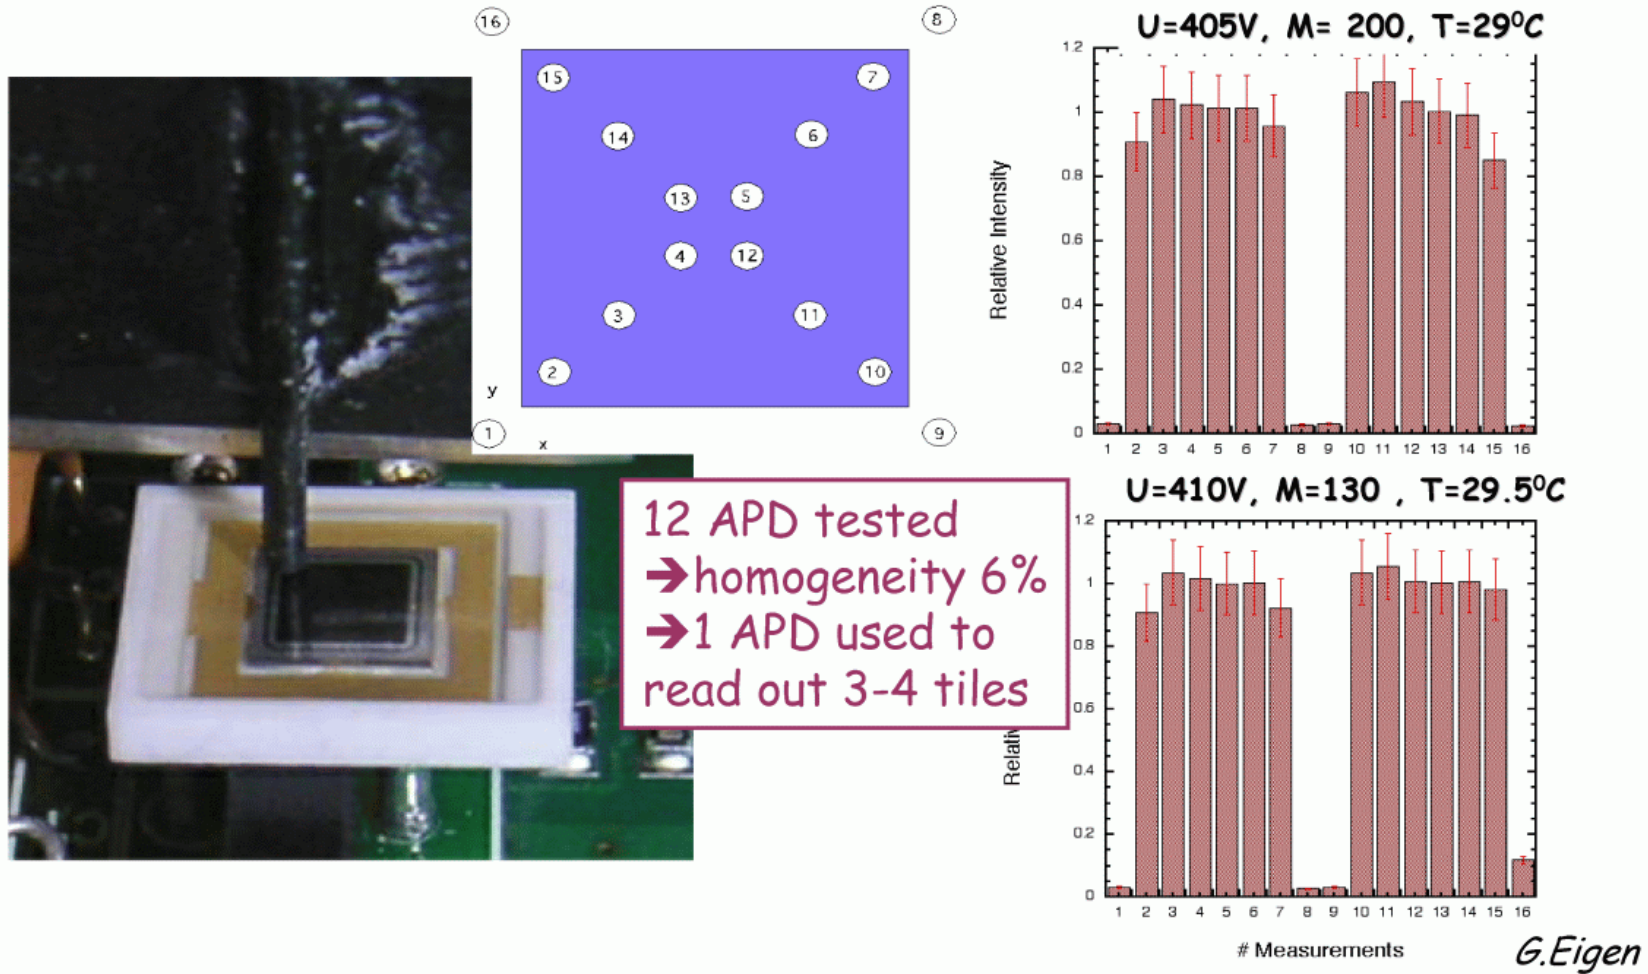 16
8
15
7
14
6
13
5
4
12
3
11
2
10
y
1
x
9
U=405V, M= 200, T=29⁰C
1.2
1
0.8
0.6
0.4
0.2
0
Relative Intensity
1 2 3 4 5 6 7 8 9 10 11 12 13 14 15 16
12 APD tested
➔homogeneity 6%
➔1 APD used to
read out 3-4 tiles
U=410V, M=130 , T=29.5⁰C
1.2
1
0.8
0.6
0.4
0.2
0
1 2 3 4 5 6 7 8 9 10 11 12 13 14 15 16
# Measurements
G.Eigen